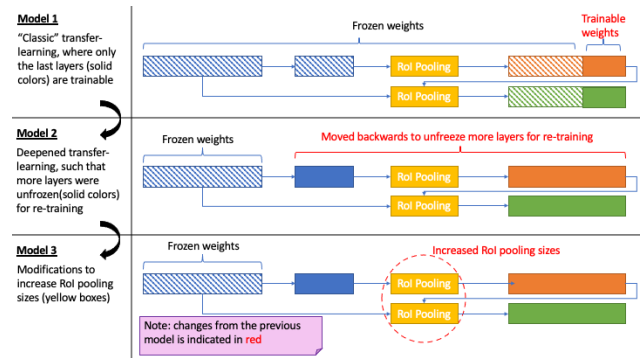 Model 1
"Classic" transfer-
learning, where only
the last layers (solid
colors) are trainable
Frozen weights
Trainable
weights
RoI Pooling
RoI Pooling
Model 2
Deepened transfer-
learning, such that
more layers were
unfrozen(solid colors)
for re-training
Frozen weights
Moved backwards to unfreeze more layers for re-training
RoI Pooling
RoI Pooling
Model 3
Modifications to
increase RoI pooling
sizes (yellow boxes)
Frozen weights
Increased RoI pooling sizes
RoI Pooling
RoI Pooling
Note: changes from the previous
model is indicated in red